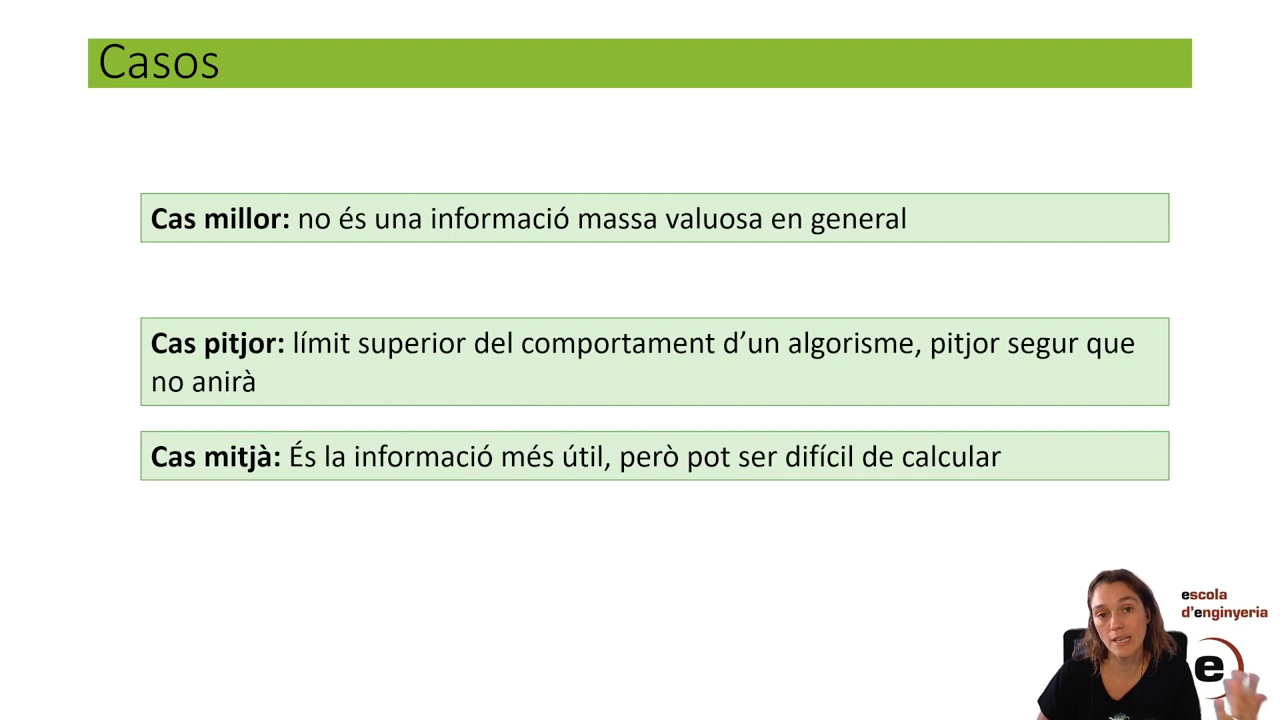 Casos
Cas millor: no és una informació massa valuosa en general
Cas pitjor: límit superior del comportament d’un algorisme, pitjor segur que
no anirà
Cas mitjà: És la informació més útil, però pot ser difícil de calcular
escola
d’enginyeria
e